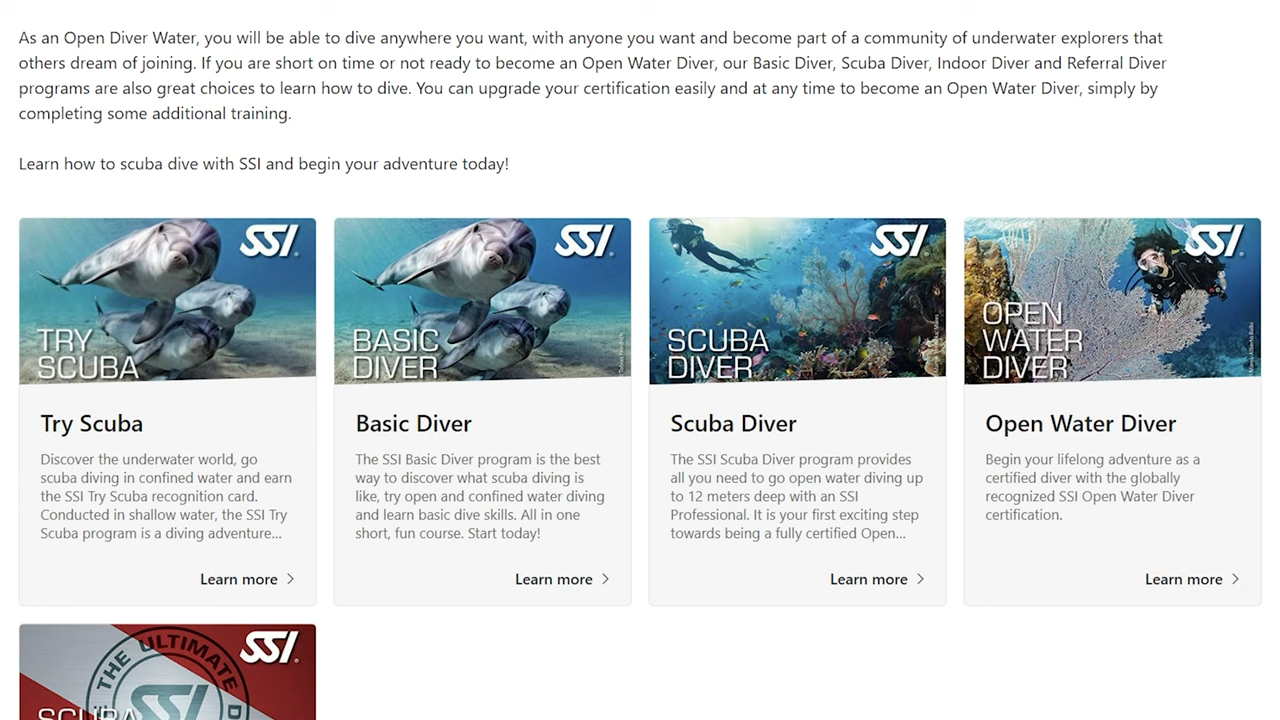 As an Open Diver Water, you will be able to dive anywhere you want, with anyone you want and become part of a community of underwater explorers that
others dream of joining. If you are short on time or not ready to become an Open Water Diver, our Basic Diver, Scuba Diver, Indoor Diver and Referral Diver
programs are also great choices to learn how to dive. You can upgrade your certification easily and at any time to become an Open Water Diver, simply by
completing some additional training.
Learn how to scuba dive with SSI and begin your adventure today!
SSI
TRY
SCUBA
Try Scuba
Discover the underwater world, go
scuba diving in confined water and earn
the SSI Try Scuba recognition card.
Conducted in shallow water, the SSI Try
Scuba program is a diving adventure...
Learn more
SSI
BASIC
DIVER
Basic Diver
The SSI Basic Diver program is the best
way to discover what scuba diving is
like, try open and confined water diving
and learn basic dive skills. All in one
short, fun course. Start today!
Learn more
SSI
SCUBA
DIVER
Scuba Diver
The SSI Scuba Diver program provides
all you need to go open water diving up
to 12 meters deep with an SSI
Professional. It is your first exciting step
towards being a fully certified Open...
Learn more
SSI
OPEN
WATER
DIVER
Open Water Diver
Begin your lifelong adventure as a
certified diver with the globally
recognized SSI Open Water Diver
certification.
Learn more
SSI
THE ULTIMATE
SSI
SCUBA